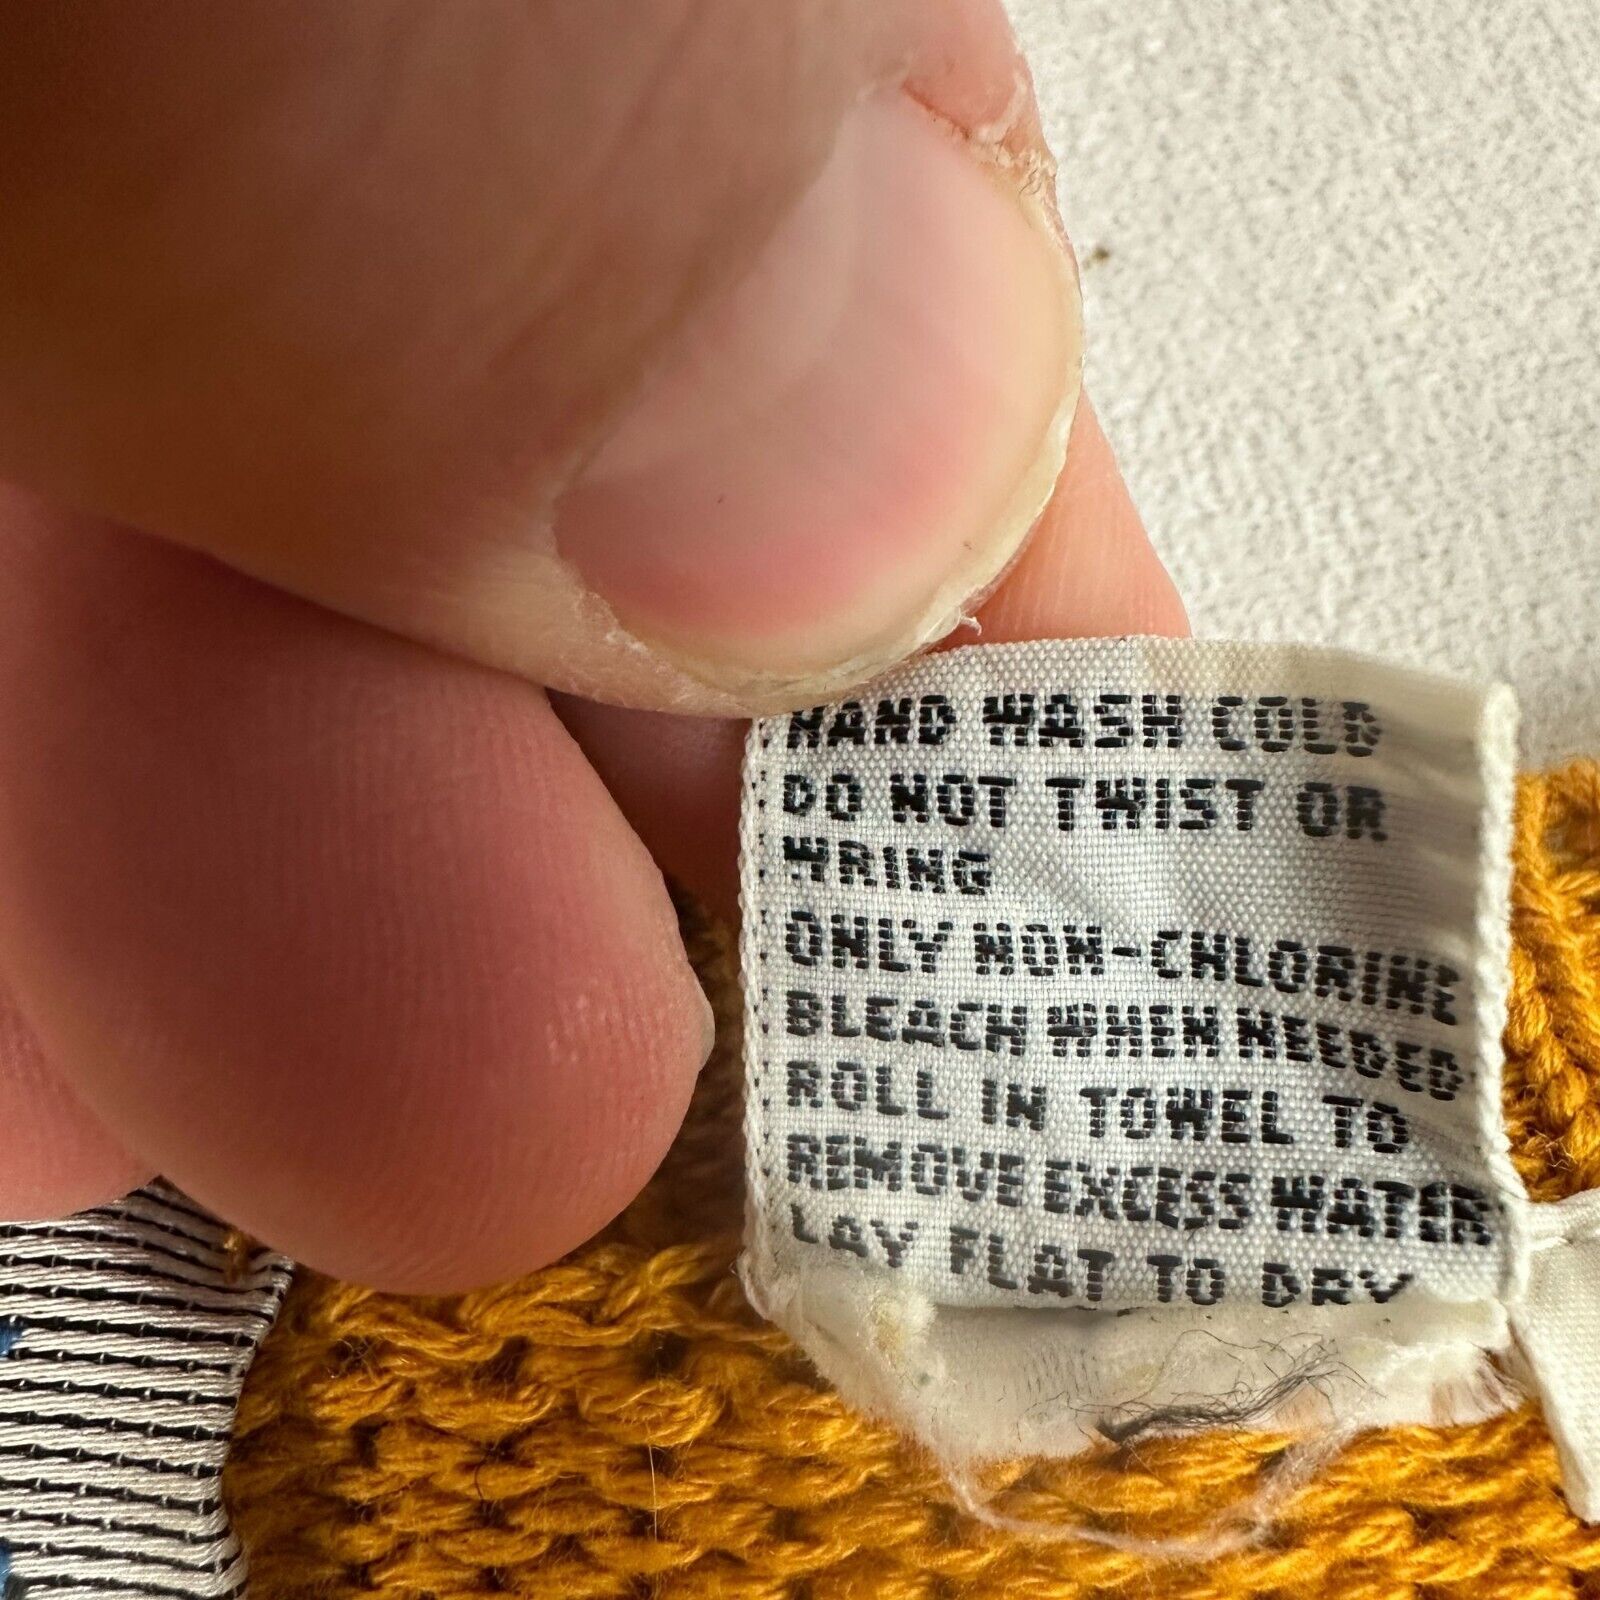 HAND WASH COLD
DO NOT TWIST OR
WRING
ONLY NON-CHLORINE
BLEACH WHEN NEEDED
ROLL IN TOWEL TO
REMOVE EXCESS WATER
LAY FLAT TO DRY